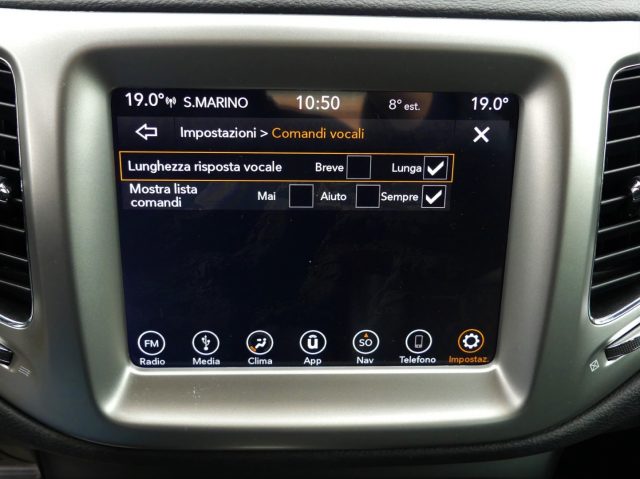 19.0° S.MARINO 10:50 8° est. 19.0°
Impostazioni > Comandi vocali
Lunghezza risposta vocale Breve Lunga
Mostra lista comandi Mai Aiuto Sempre
FM SO
Radio Media Clima App Nav Telefono Impostaz.